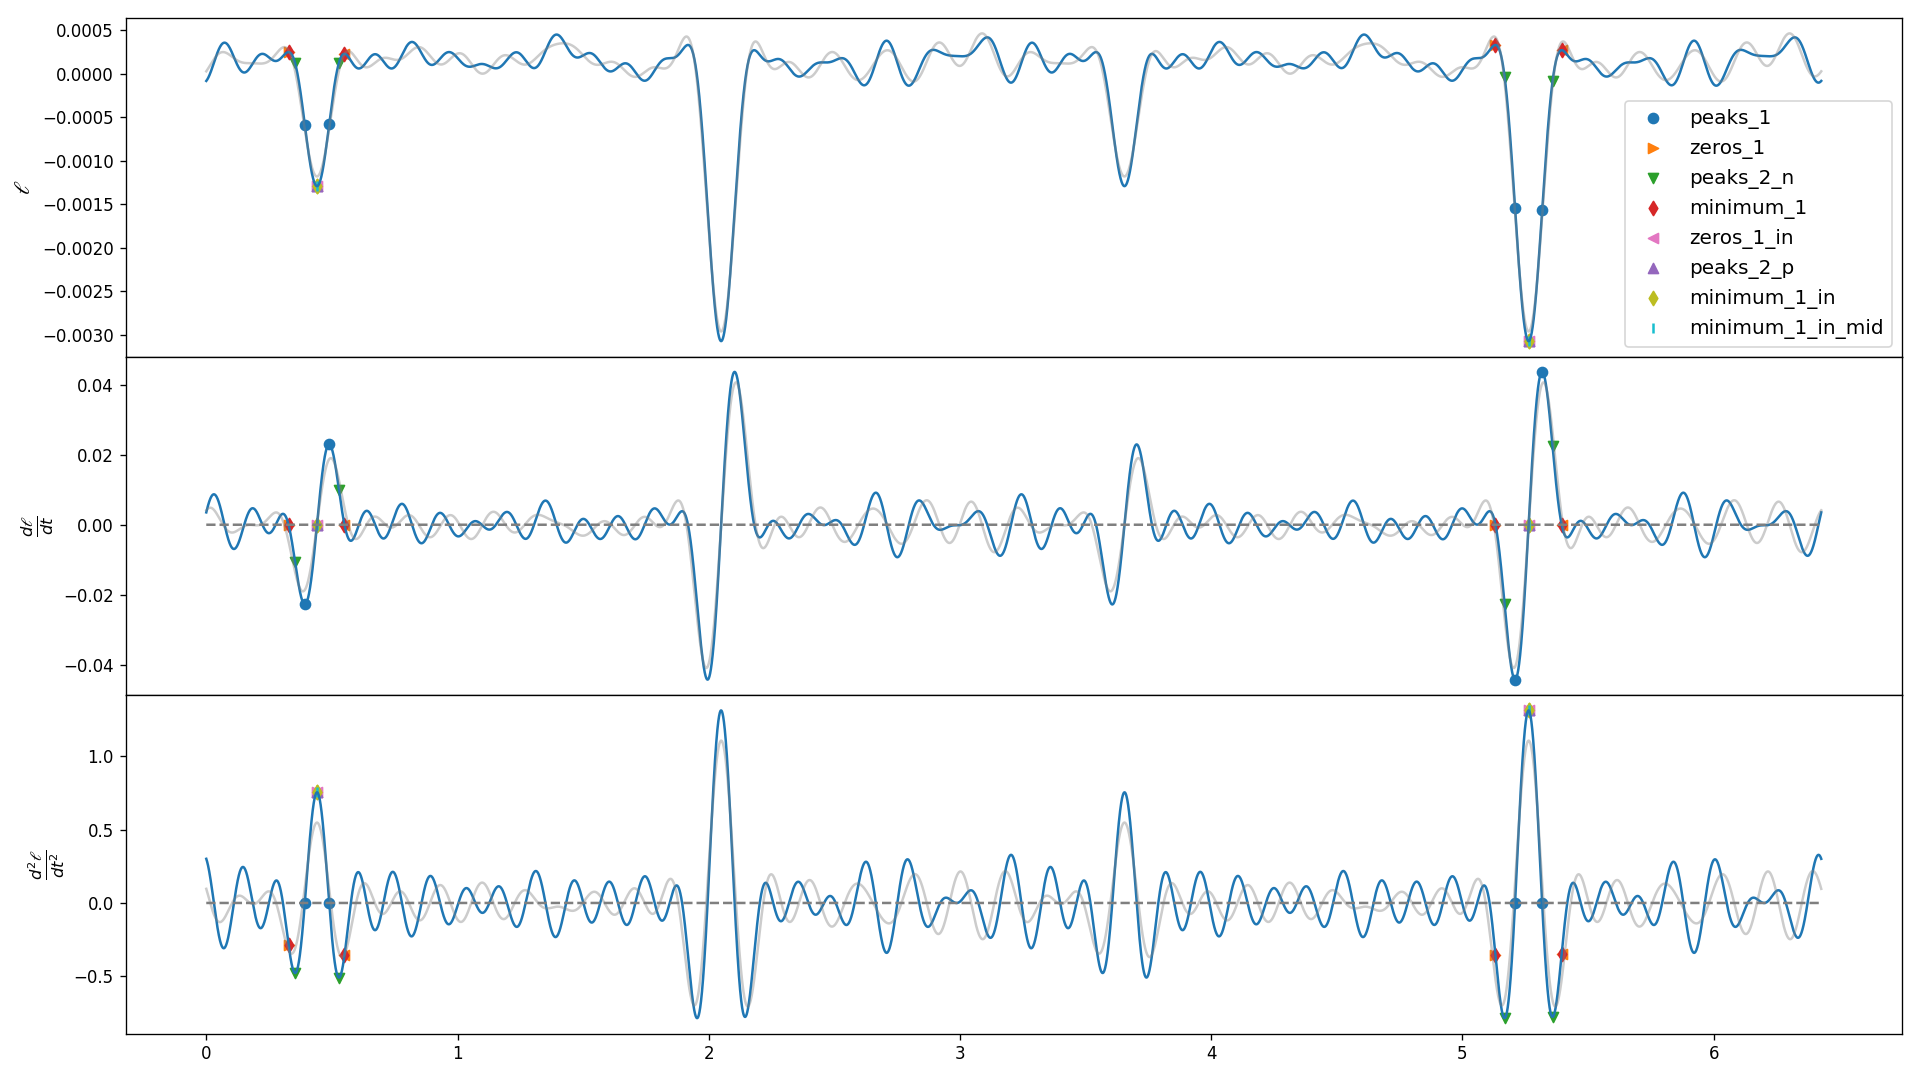 0.0005
0.0000
−0.0005
−0.0010
−0.0015
−0.0020
−0.0025
−0.0030
ℓ
peaks_1
zeros_1
peaks_2_n
minimum_1
zeros_1_in
peaks_2_p
minimum_1_in
minimum_1_in_mid
0.04
0.02
0.00
−0.02
−0.04
dℓ
dt
1.0
0.5
0.0
−0.5
d²ℓ
dt²
0 1 2 3 4 5 6